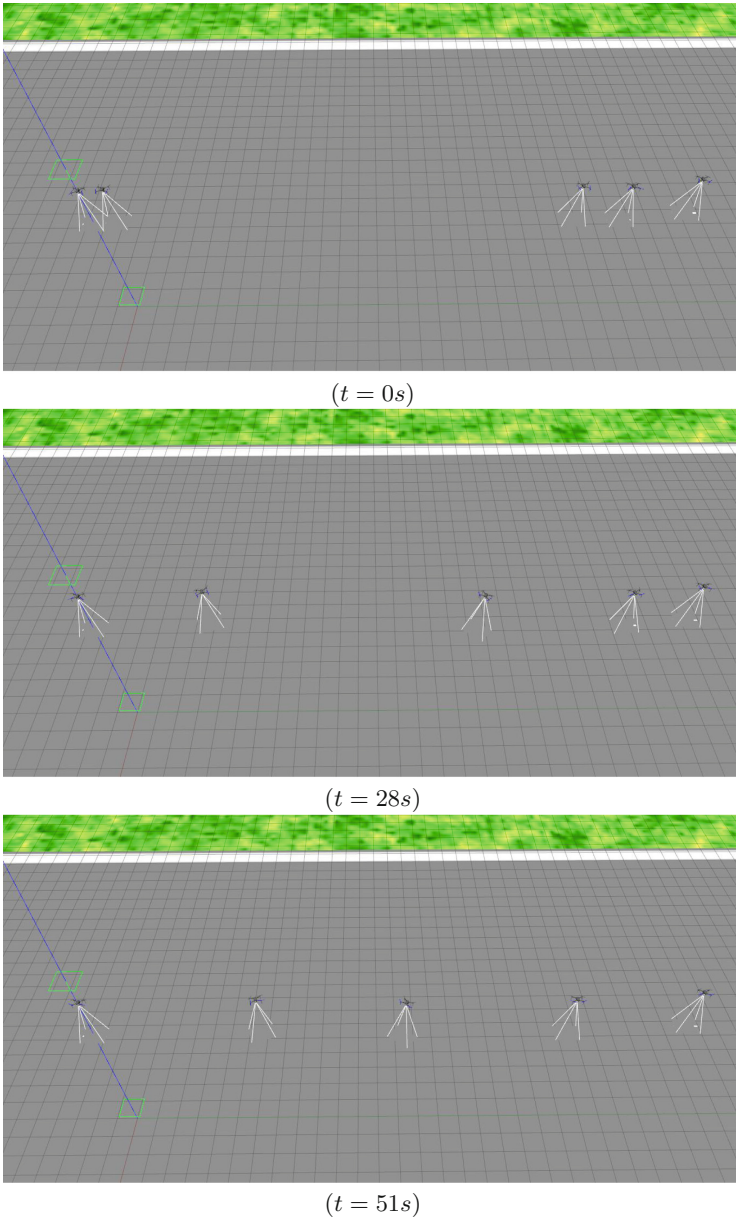 (t = 0s)
(t = 28s)
(t = 51s)